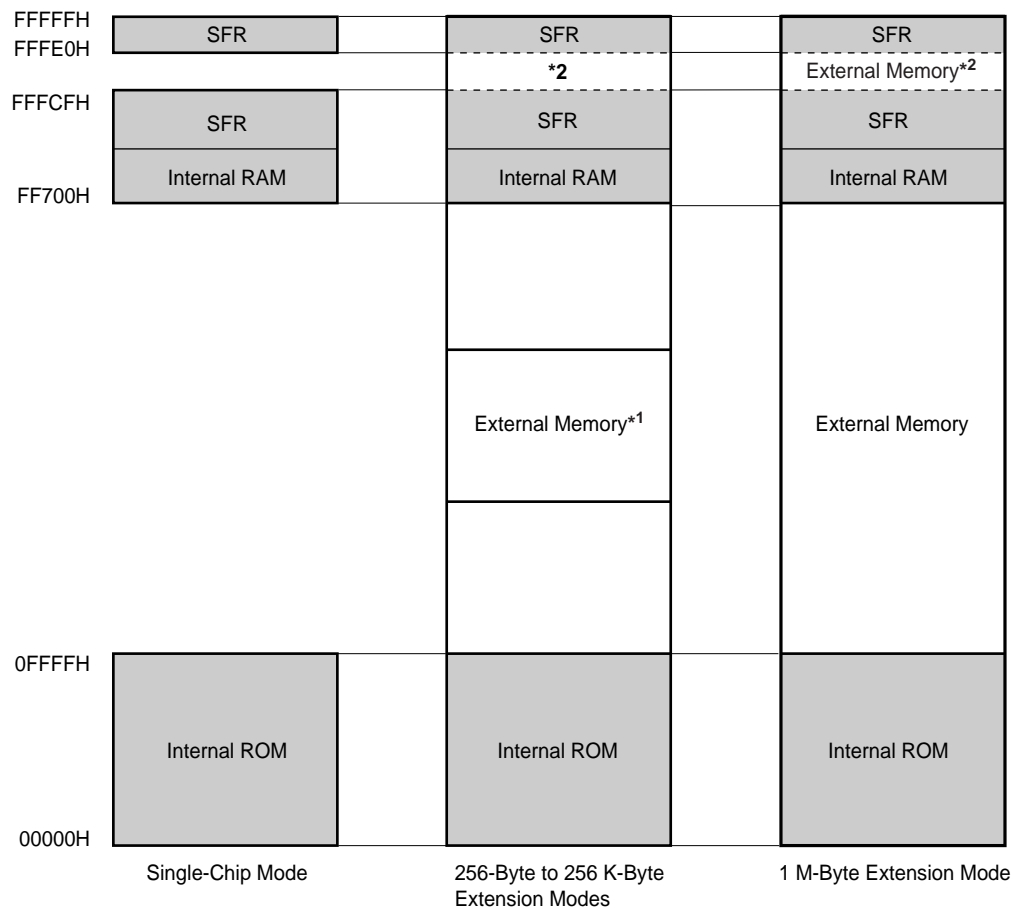 FFFFFH
SFR
SFR
SFR
FFFE0H
*2
External Memory*2
FFFCFH
SFR
SFR
SFR
Internal RAM
Internal RAM
Internal RAM
FF700H
External Memory*1
External Memory
0FFFFH
Internal ROM
Internal ROM
Internal ROM
00000H
Single-Chip Mode
256-Byte to 256 K-Byte
Extension Modes
1 M-Byte Extension Mode